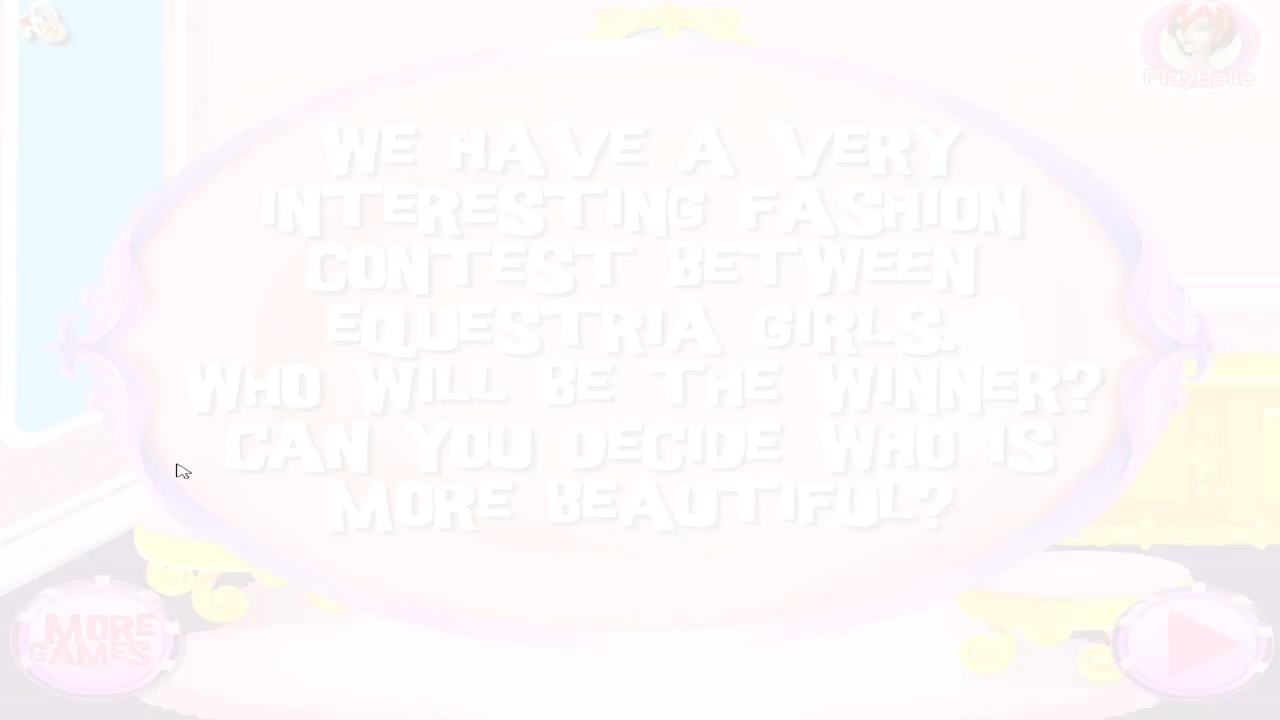 PlayBelle
WE HAVE A VERY
INTERESTING FASHION
CONTEST BETWEEN
EQUESTRIA GIRLS.
WHO WILL BE THE WINNER?
CAN YOU DECIDE WHO IS
MORE BEAUTIFUL?
MORE
GAMES